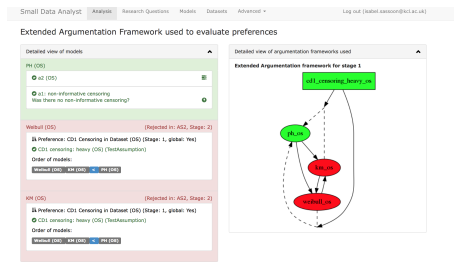 Small Data Analyst Analysis Research Questions Models Datasets Advanced Log out (isabel.sassoon@kcl.ac.uk)
Extended Argumentation Framework used to evaluate preferences
Detailed view of models
PH (OS)
a2 (OS)
a1: non-informative censoring
Was there no non-informative censoring?
Weibull (OS) (Rejected in: AS2, Stage: 2)
Preference: CD1 Censoring in Dataset (OS) (Stage: 1, global: Yes)
CD1 censoring: heavy (OS) (TestAssumption)
Order of models:
Weibull (OS) KM (OS) < PH (OS)
KM (OS) (Rejected in: AS2, Stage: 2)
Preference: CD1 Censoring in Dataset (OS) (Stage: 1, global: Yes)
CD1 censoring: heavy (OS) (TestAssumption)
Order of models:
Weibull (OS) KM (OS) < PH (OS)
Detailed view of argumentation frameworks used
Extended Argumentation framework for stage 1
cd1_censoring_heavy_os
ph_os
km_os
weibull_os